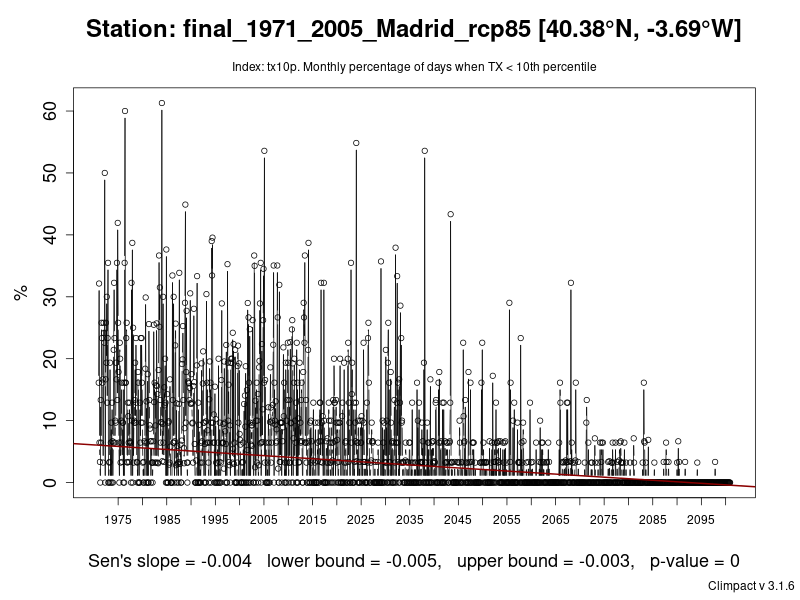 Station: final_1971_2005_Madrid_rcp85 [40.38°N, -3.69°W]
Index: tx10p. Monthly percentage of days when TX < 10th percentile
60
50
40
30
20
10
0
%
1975 1985 1995 2005 2015 2025 2035 2045 2055 2065 2075 2085 2095
Sen's slope = -0.004 lower bound = -0.005, upper bound = -0.003, p-value = 0
Climpact v 3.1.6